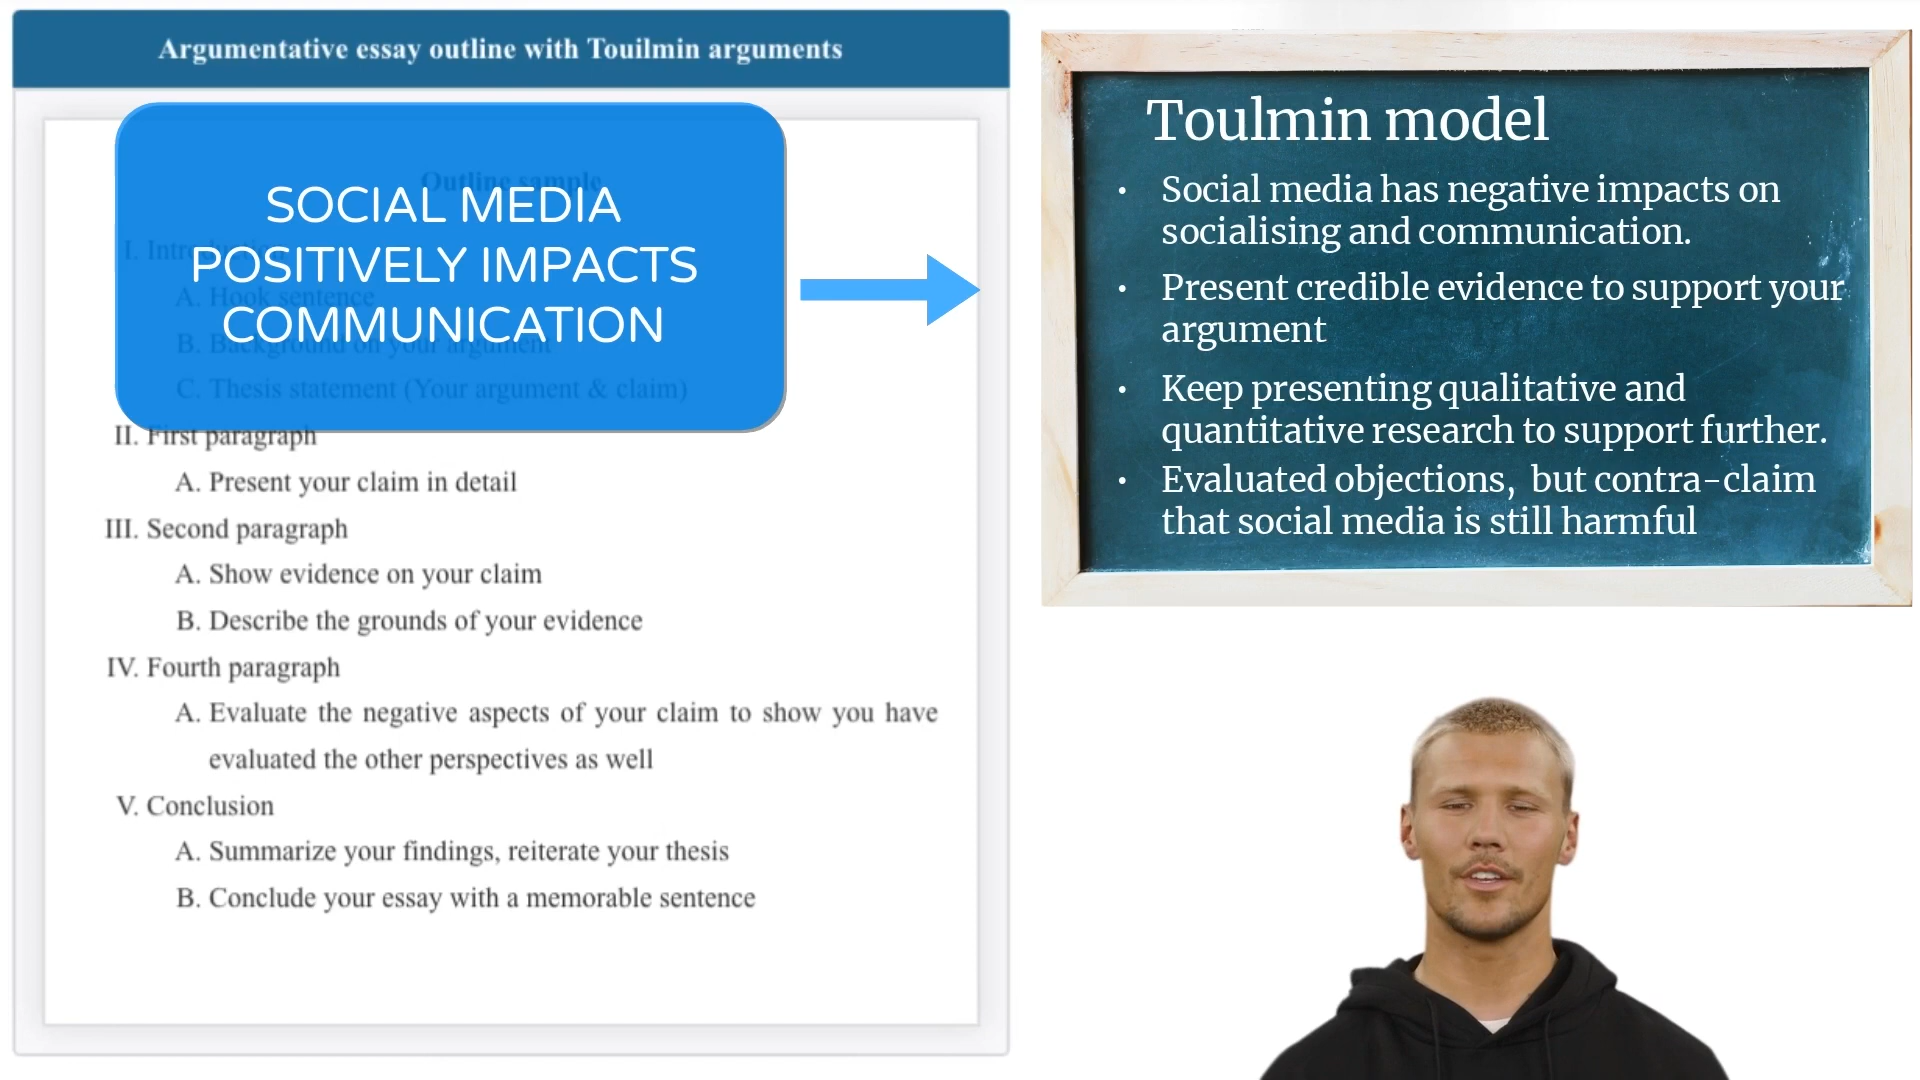 Argumentative essay outline with Touilmin arguments
Outline sample
SOCIAL MEDIA
POSITIVELY IMPACTS
COMMUNICATION
I. Introduction
A. Hook sentence
B. Background on your argument
C. Thesis statement (Your argument & claim)
II. First paragraph
A. Present your claim in detail
III. Second paragraph
A. Show evidence on your claim
B. Describe the grounds of your evidence
IV. Fourth paragraph
A. Evaluate the negative aspects of your claim to show you have
evaluated the other perspectives as well
V. Conclusion
A. Summarize your findings, reiterate your thesis
B. Conclude your essay with a memorable sentence
Toulmin model
• Social media has negative impacts on
socialising and communication.
• Present credible evidence to support your
argument
• Keep presenting qualitative and
quantitative research to support further.
• Evaluated objections, but contra-claim
that social media is still harmful